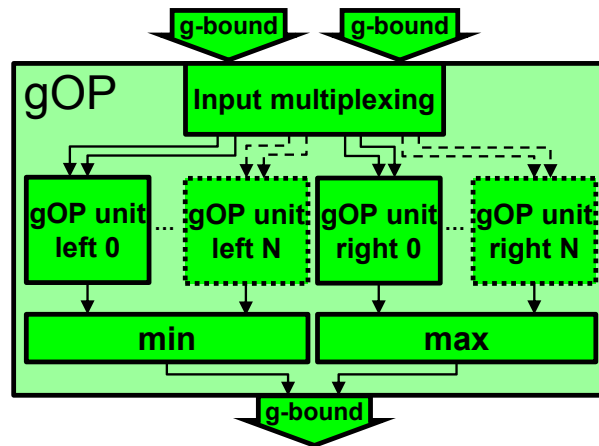 g-bound g-bound
gOP
Input multiplexing
gOP unit
left 0
...
gOP unit
left N
gOP unit
right 0
...
gOP unit
right N
min
max
g-bound